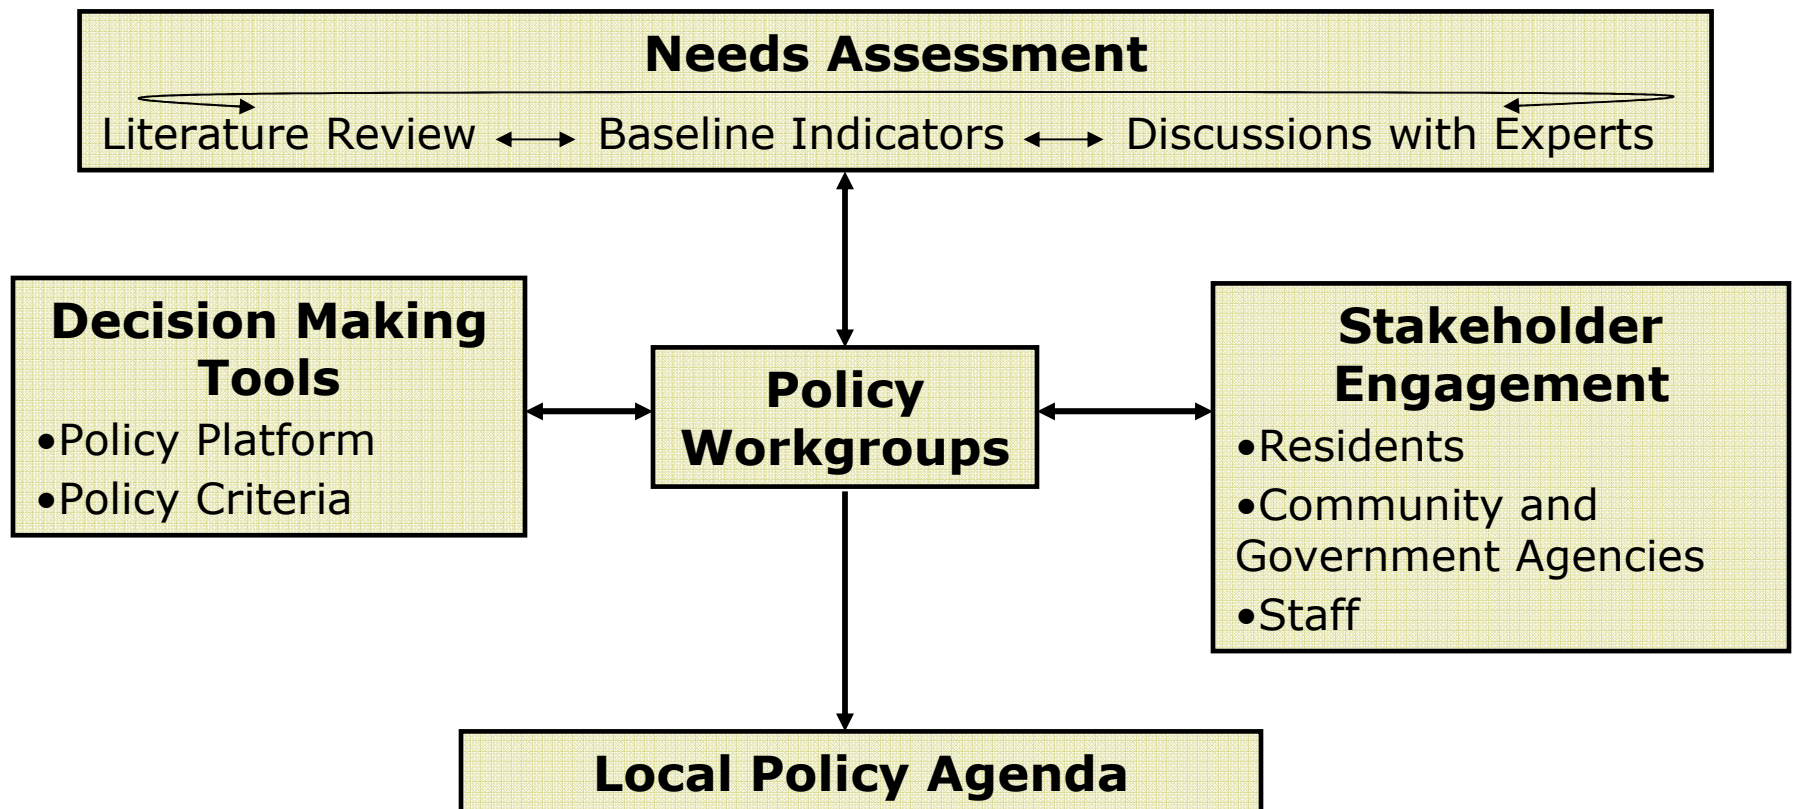 Needs Assessment
Literature Review
Baseline Indicators
Discussions with Experts
Decision Making
Tools
•Policy Platform
•Policy Criteria
Policy
Workgroups
Stakeholder
Engagement
•Residents
•Community and
Government Agencies
•Staff
Local Policy Agenda